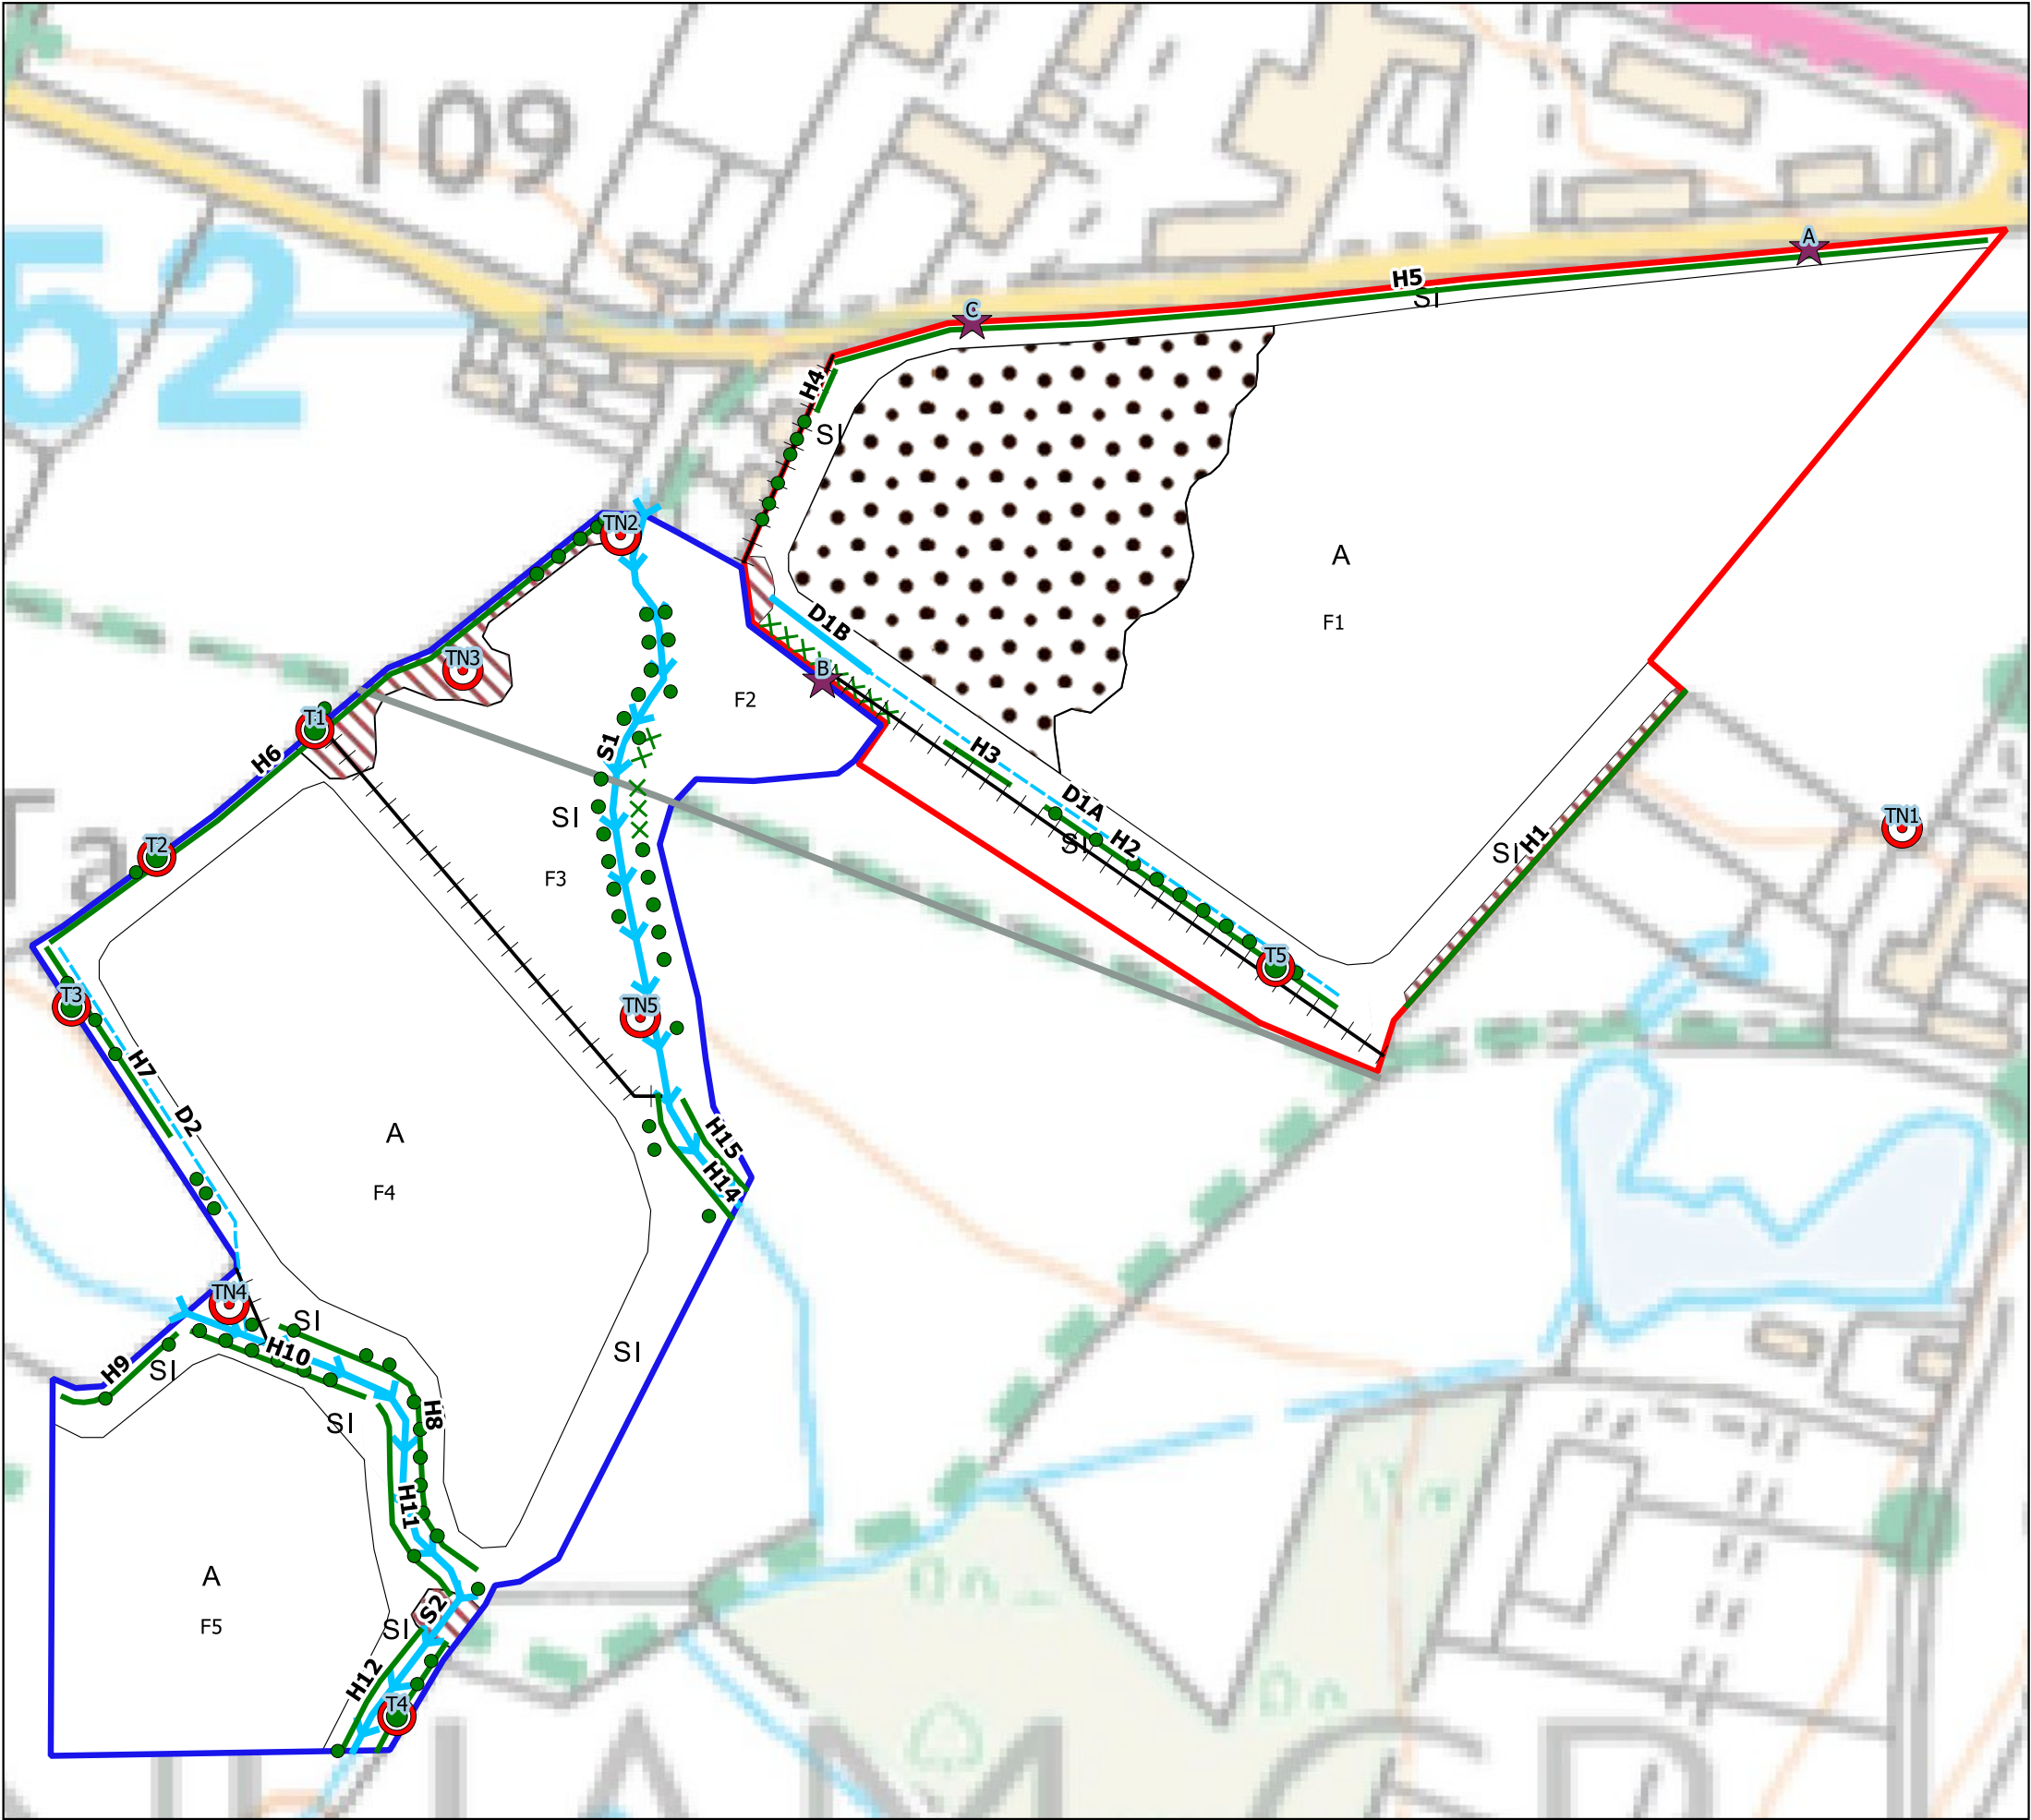 109
52
A
H5
SI
C
H4
SI
TN2
A
F1
D1B
TN3
B
F2
T1
S1
H6
H3
D1A
SI
H2
SI
H1
TN1
T2
SI
F3
T5
T3
TN5
H7
D2
A
F4
H15
H14
TN4
SI
H10
H9
SI
SI
SI
H8
H11
A
F5
S2
SI
H12
T4
Ta